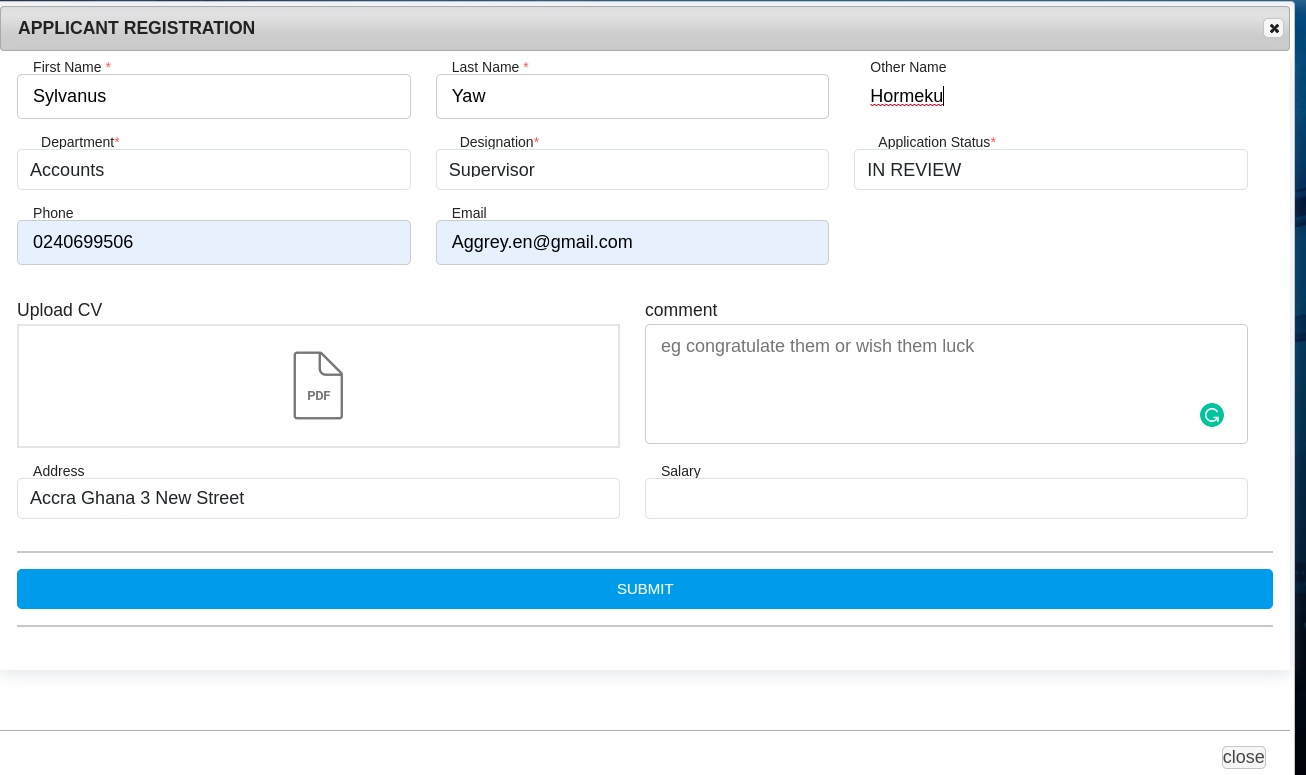 APPLICANT REGISTRATION
First Name * Last Name * Other Name
Sylvanus Yaw Hormeku
Department* Designation* Application Status*
Accounts Supervisor IN REVIEW
Phone Email
0240699506 Aggrey.en@gmail.com
Upload CV comment
eg congratulate them or wish them luck
PDF
Address Salary
Accra Ghana 3 New Street
SUBMIT
close